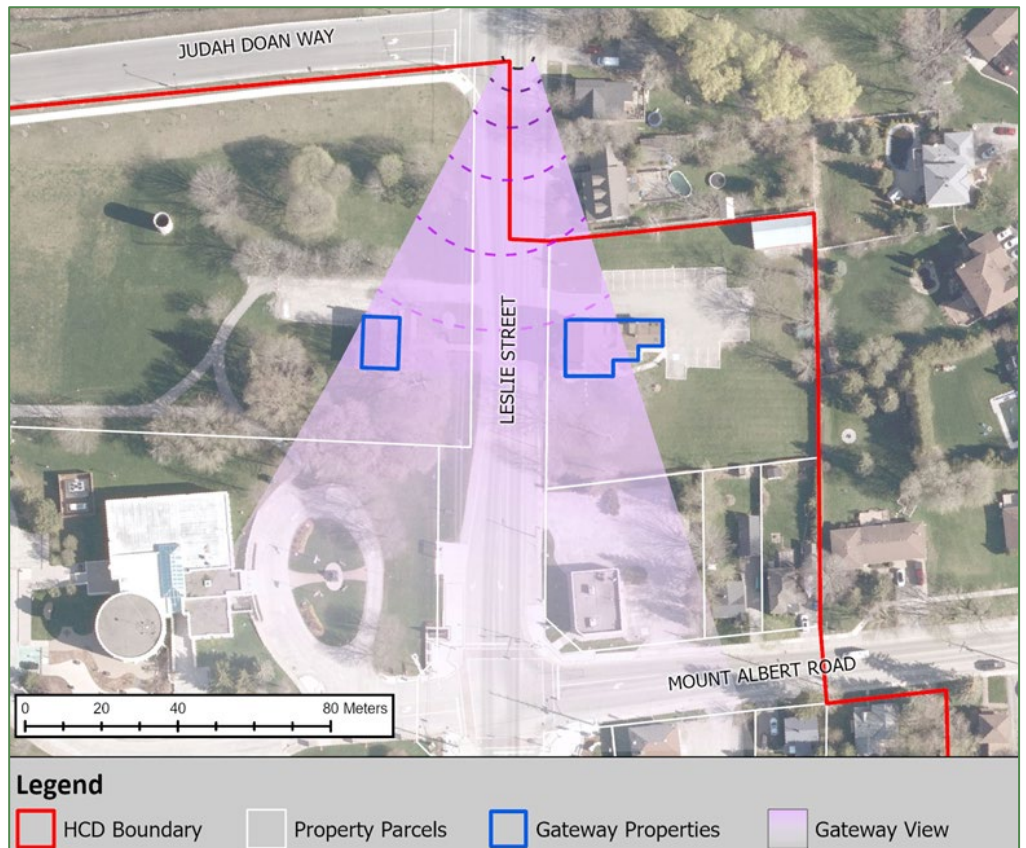 JUDAH DOAN WAY
LESLIE STREET
MOUNT ALBERT ROAD
0 20 40 80 Meters
Legend
HCD Boundary
Property Parcels
Gateway Properties
Gateway View